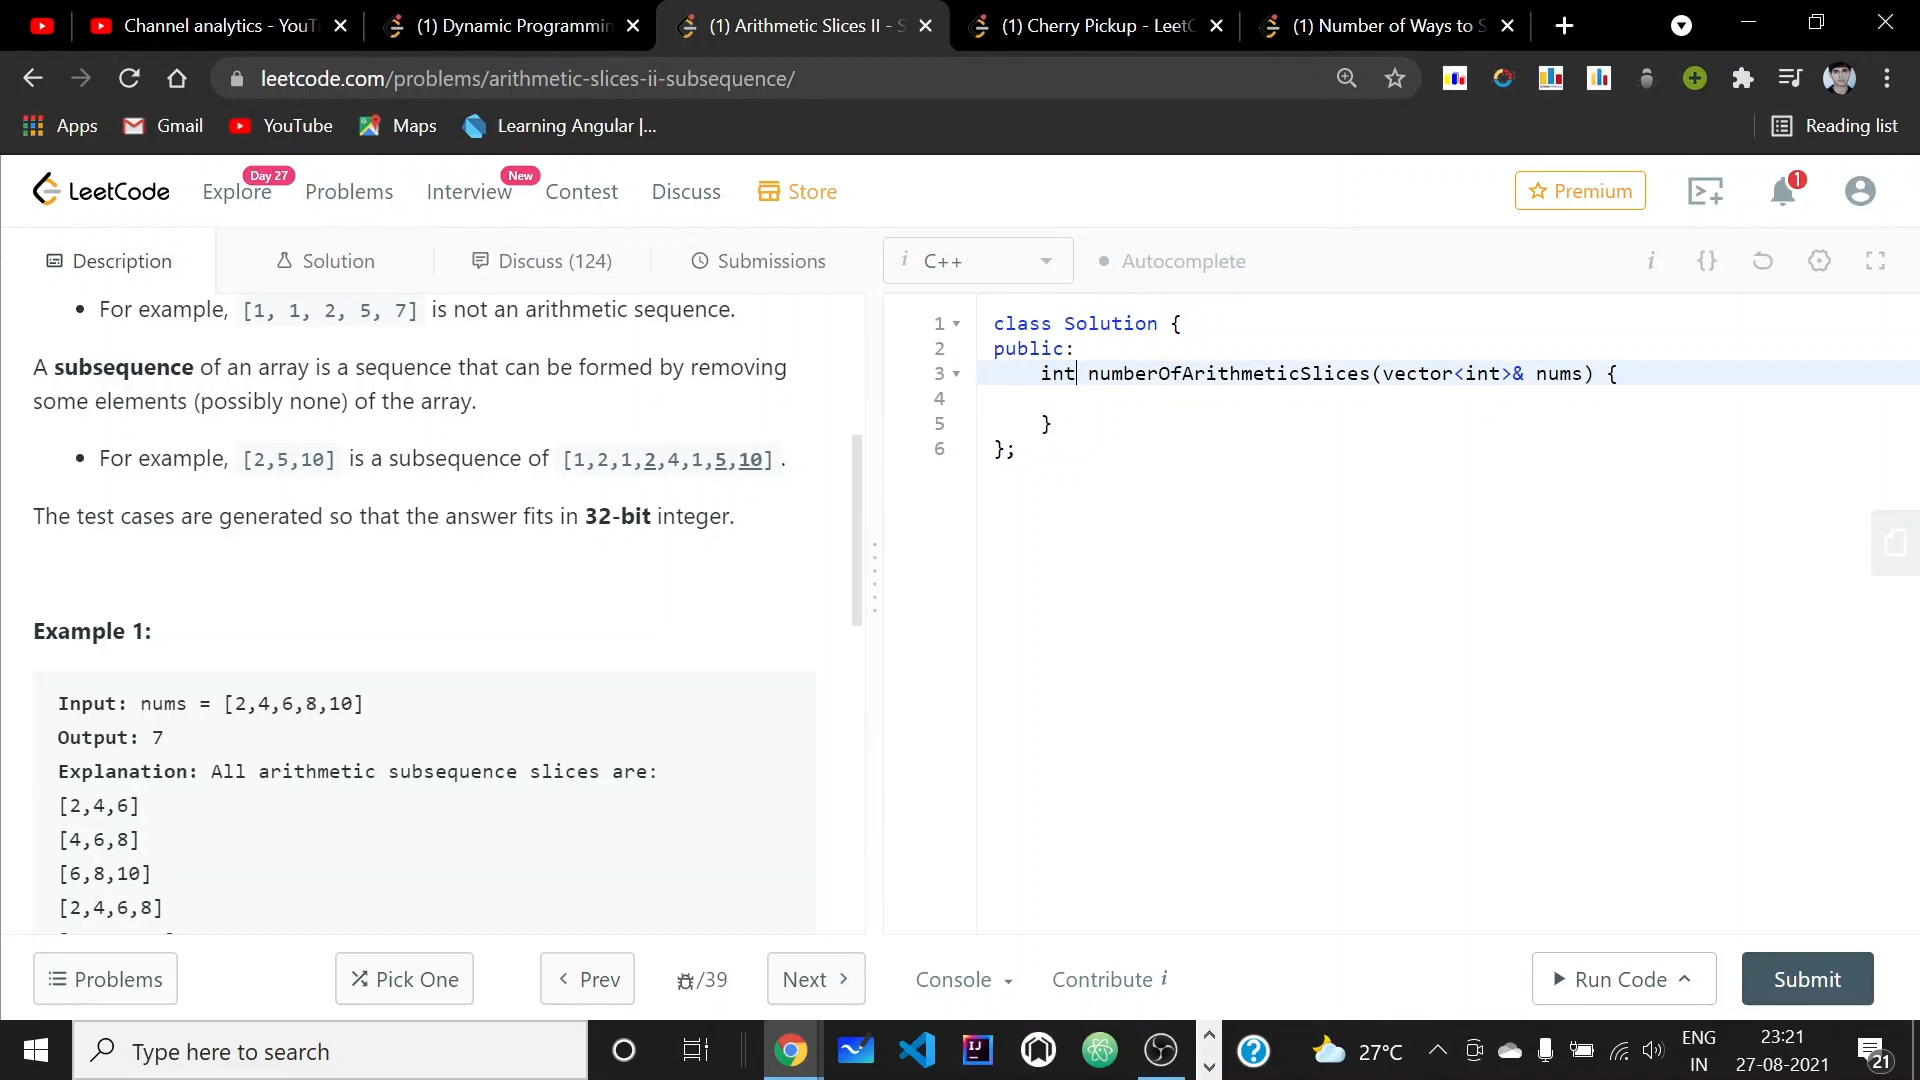 Channel analytics - YouT
(1) Dynamic Programmin
(1) Arithmetic Slices II - S
(1) Cherry Pickup - LeetC
(1) Number of Ways to S
leetcode.com/problems/arithmetic-slices-ii-subsequence/
Apps
Gmail
YouTube
Maps
Learning Angular |...
Reading list
LeetCode
Explore
Day 27
Problems
Interview
New
Contest
Discuss
Store
Premium
1
Description
Solution
Discuss (124)
Submissions
i C++
Autocomplete
i {}
• For example, [1, 1, 2, 5, 7] is not an arithmetic sequence.
A subsequence of an array is a sequence that can be formed by removing
some elements (possibly none) of the array.
• For example, [2,5,10] is a subsequence of [1,2,1,2,4,1,5,10].
The test cases are generated so that the answer fits in 32-bit integer.
Example 1:
Input: nums = [2,4,6,8,10]
Output: 7
Explanation: All arithmetic subsequence slices are:
[2,4,6]
[4,6,8]
[6,8,10]
[2,4,6,8]
1 class Solution {
2 public:
3 int numberOfArithmeticSlices(vector<int>& nums) {
4
5 }
6 };
Problems
Pick One
Prev
/39
Next
Console
Contribute i
Run Code
Submit
Type here to search
27°C
ENG
IN
23:21
27-08-2021
21